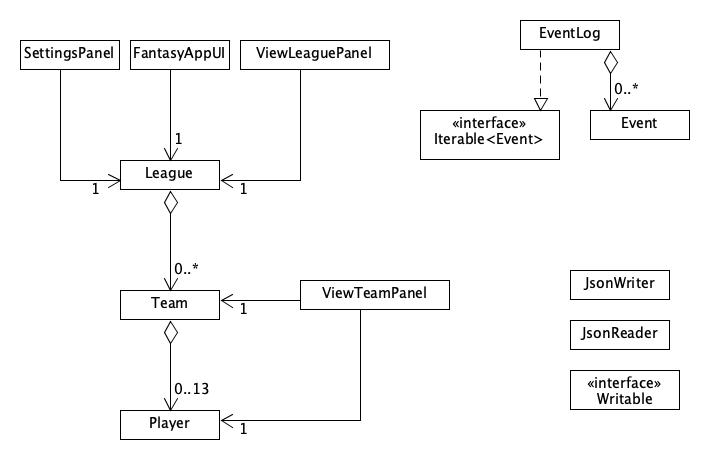 EventLog
SettingsPanel
FantasyAppUI
ViewLeaguePanel
0..*
«interface»
Iterable<Event>
Event
1
League
1
1
0..*
Team
1
ViewTeamPanel
JsonWriter
JsonReader
0..13
«interface»
Writable
Player
1